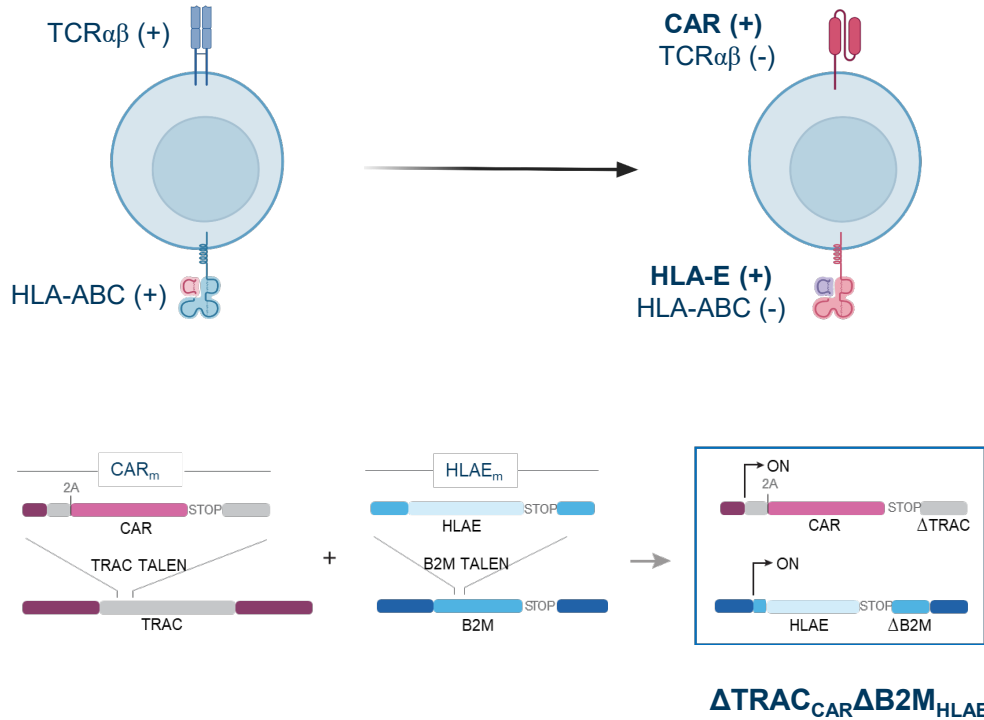 TCRαβ (+)
CAR (+)
TCRαβ (-)
HLA-ABC (+)
HLA-E (+)
HLA-ABC (-)
CARm
2A
STOP
CAR
TRAC TALEN
TRAC
+
HLAEm
STOP
HLAE
B2M TALEN
STOP
B2M
ON
2A
STOP
CAR
ΔTRAC
ON
STOP
HLAE
ΔB2M
ΔTRACCARΔB2MHLAE